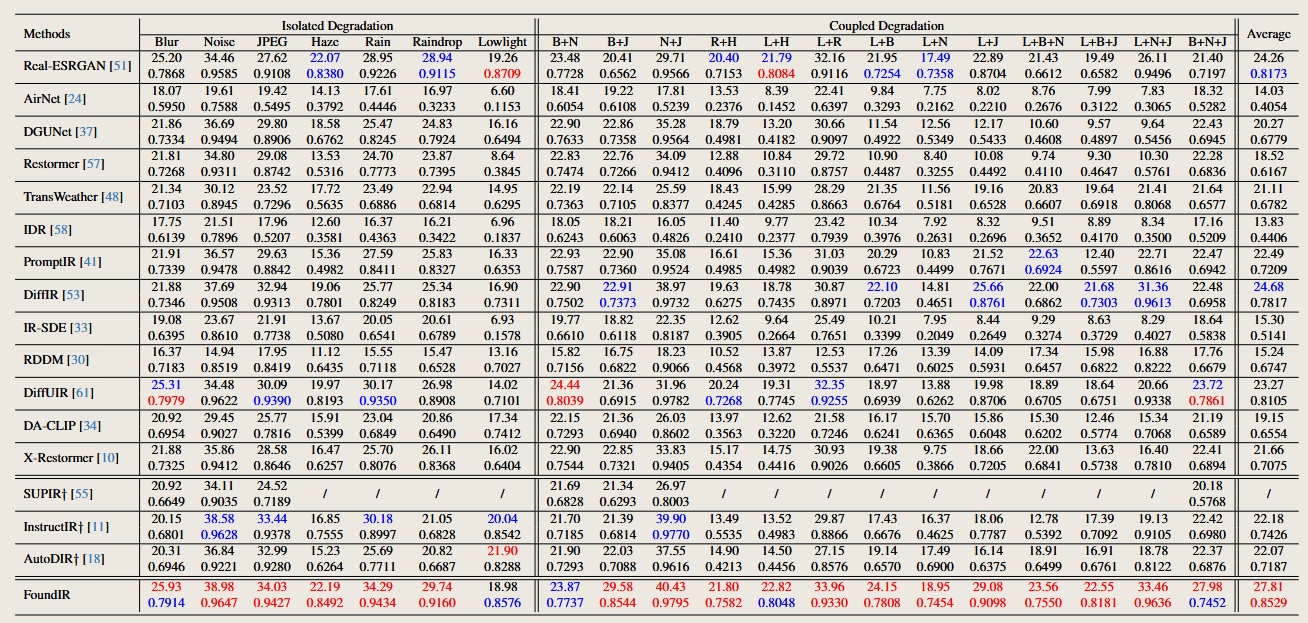 Methods Isolated Degradation Coupled Degradation Average
Blur Noise JPEG Haze Rain Raindrop Lowlight B+N B+J N+J R+H L+H L+R L+B L+N L+J L+B+N L+B+J L+N+J B+N+J
Real-ESRGAN [51] 25.20 34.46 27.62 22.07 28.95 28.94 19.26 23.48 20.41 29.71 20.40 21.79 32.16 21.95 17.49 22.89 21.43 19.49 26.11 21.40 24.26
0.7868 0.9585 0.9108 0.8380 0.9226 0.9115 0.8709 0.7728 0.6562 0.9566 0.7153 0.8084 0.9116 0.7254 0.7358 0.8704 0.6612 0.6582 0.9496 0.7197 0.8173
AirNet [24] 18.07 19.61 19.42 14.13 17.61 16.97 6.60 18.41 19.22 17.81 13.53 8.39 22.41 9.84 7.75 8.02 8.76 7.99 7.83 18.32 14.03
0.5950 0.7588 0.5495 0.3792 0.4446 0.3233 0.1153 0.6054 0.6108 0.5239 0.2376 0.1452 0.6397 0.3293 0.2162 0.2210 0.2676 0.3122 0.3065 0.5282 0.4054
DGUNet [37] 21.86 36.69 29.80 18.58 25.47 24.83 16.16 22.90 22.86 35.28 18.79 13.20 30.66 11.54 12.56 12.17 10.60 9.57 9.64 22.43 20.27
0.7334 0.9494 0.8906 0.6762 0.8245 0.7924 0.6494 0.7633 0.7358 0.9564 0.4981 0.4182 0.9097 0.4922 0.5349 0.5433 0.4608 0.4897 0.5456 0.6945 0.6779
Restormer [57] 21.81 34.80 29.08 13.53 24.70 23.87 8.64 22.83 22.76 34.09 12.88 10.84 29.72 10.90 8.40 10.08 9.74 9.30 10.30 22.28 18.52
0.7268 0.9311 0.8742 0.5316 0.7773 0.7395 0.3845 0.7474 0.7266 0.9412 0.4096 0.3110 0.8757 0.4487 0.3255 0.4492 0.4110 0.4647 0.5761 0.6836 0.6167
TransWeather [48] 21.34 30.12 23.52 17.72 23.49 22.94 14.95 22.19 22.14 25.59 18.43 15.99 28.29 21.35 11.56 19.16 20.83 19.64 21.41 21.64 21.11
0.7103 0.8945 0.7296 0.5635 0.6886 0.6814 0.6295 0.7363 0.7105 0.8377 0.4245 0.4285 0.8663 0.6764 0.5181 0.6528 0.6607 0.6918 0.8068 0.6577 0.6782
IDR [58] 17.75 21.51 17.96 12.60 16.37 16.21 6.96 18.05 18.21 16.05 11.40 9.77 23.42 10.34 7.92 8.32 9.51 8.89 8.34 17.16 13.83
0.6139 0.7896 0.5207 0.3581 0.4363 0.3422 0.1837 0.6243 0.6063 0.4826 0.2410 0.2377 0.7939 0.3976 0.2631 0.2696 0.3652 0.4170 0.3500 0.5209 0.4406
PromptIR [41] 21.91 36.57 29.63 15.36 27.59 25.83 16.33 22.93 22.90 35.08 16.61 15.36 31.03 20.29 10.83 21.52 22.63 12.40 22.71 22.47 22.49
0.7339 0.9478 0.8842 0.4982 0.8411 0.8327 0.6353 0.7587 0.7360 0.9524 0.4985 0.4982 0.9039 0.6723 0.4499 0.7671 0.6924 0.5597 0.8616 0.6942 0.7209
DiffIR [53] 21.88 37.69 32.94 19.06 25.77 25.34 16.90 22.90 22.91 38.97 19.63 18.78 30.87 22.10 14.81 25.66 22.00 21.68 31.36 22.48 24.68
0.7346 0.9508 0.9313 0.7801 0.8249 0.8183 0.7311 0.7502 0.7373 0.9732 0.6275 0.7435 0.8971 0.7203 0.4651 0.8761 0.6862 0.7303 0.9613 0.6958 0.7817
IR-SDE [33] 19.08 23.67 21.91 13.67 20.05 20.61 6.93 19.77 18.82 22.35 12.62 9.64 25.49 10.21 7.95 8.44 9.29 8.63 8.29 18.64 15.30
0.6395 0.8610 0.7738 0.5080 0.6541 0.6789 0.1578 0.6610 0.6118 0.8187 0.3905 0.2664 0.7651 0.3399 0.2049 0.2649 0.3274 0.3729 0.4027 0.5838 0.5141
RDDM [30] 16.37 14.94 17.95 11.12 15.55 15.47 13.16 15.82 16.75 18.23 10.52 13.87 12.53 17.26 13.39 14.09 17.34 15.98 16.88 17.76 15.24
0.7183 0.8519 0.8419 0.6435 0.7118 0.6528 0.7027 0.7156 0.6822 0.9066 0.4568 0.3972 0.5537 0.6471 0.6025 0.5931 0.6457 0.6820 0.8222 0.6679 0.6747
DiffUIR [61] 25.31 34.48 30.09 19.97 30.17 26.98 14.02 24.44 21.36 31.96 20.24 19.31 32.35 18.97 13.88 19.98 18.89 18.64 20.66 23.72 23.27
0.7979 0.9622 0.9390 0.8193 0.9350 0.8908 0.7101 0.8039 0.6915 0.9782 0.7268 0.7745 0.9255 0.6939 0.6262 0.8706 0.6705 0.6751 0.9338 0.7861 0.8105
DA-CLIP [34] 20.92 29.45 25.77 15.91 23.04 20.86 17.34 22.15 21.36 26.03 13.97 12.62 21.58 16.17 15.70 15.86 15.30 12.46 15.34 21.19 19.15
0.6954 0.9027 0.7816 0.5399 0.6849 0.6490 0.7412 0.7293 0.6940 0.8602 0.3563 0.3220 0.7246 0.6241 0.6365 0.6048 0.6202 0.5774 0.7068 0.6589 0.6554
X-Restormer [10] 21.88 35.86 28.58 16.47 25.70 26.11 16.02 22.90 22.85 33.83 15.17 14.75 30.91 19.38 9.75 18.66 22.00 13.63 16.40 22.41 21.66
0.7325 0.9412 0.8646 0.6257 0.8076 0.8368 0.6404 0.7544 0.7321 0.9405 0.4354 0.4416 0.9026 0.6605 0.3866 0.7205 0.6841 0.5738 0.7810 0.6894 0.7075
SUPIR† [55] 20.92 34.11 24.52 / / / / 21.69 21.34 26.97 / / / / / / / / / 20.18 /
0.6649 0.9035 0.7189 0.6828 0.6293 0.8003 0.5768
InstructIR† [11] 20.15 38.58 33.44 16.85 30.18 21.05 20.04 21.70 21.39 39.90 13.49 13.52 29.87 17.43 16.37 18.06 12.78 17.39 19.13 22.42 22.18
0.6801 0.9628 0.9378 0.7555 0.8997 0.6828 0.8542 0.7185 0.6814 0.9770 0.5535 0.4983 0.8866 0.6676 0.4625 0.7787 0.5392 0.7092 0.9105 0.6980 0.7426
AutoDIR† [18] 20.31 36.84 32.99 15.23 25.69 20.82 21.90 21.90 22.03 37.55 14.90 14.50 27.15 19.14 17.49 16.14 18.91 16.91 18.78 22.37 22.07
0.6946 0.9221 0.9280 0.6264 0.7711 0.6687 0.8288 0.7293 0.7088 0.9616 0.4213 0.4456 0.8576 0.6570 0.6900 0.6375 0.6499 0.6761 0.8122 0.6876 0.7187
FoundIR 25.93 38.98 34.03 22.19 34.29 29.74 18.98 23.87 29.58 40.43 21.80 22.82 33.96 24.15 18.95 29.08 23.56 22.55 33.46 27.98 27.81
0.7914 0.9647 0.9427 0.8492 0.9434 0.9160 0.8576 0.7737 0.8544 0.9795 0.7582 0.8048 0.9330 0.7808 0.7454 0.9098 0.7550 0.8181 0.9636 0.7452 0.8529